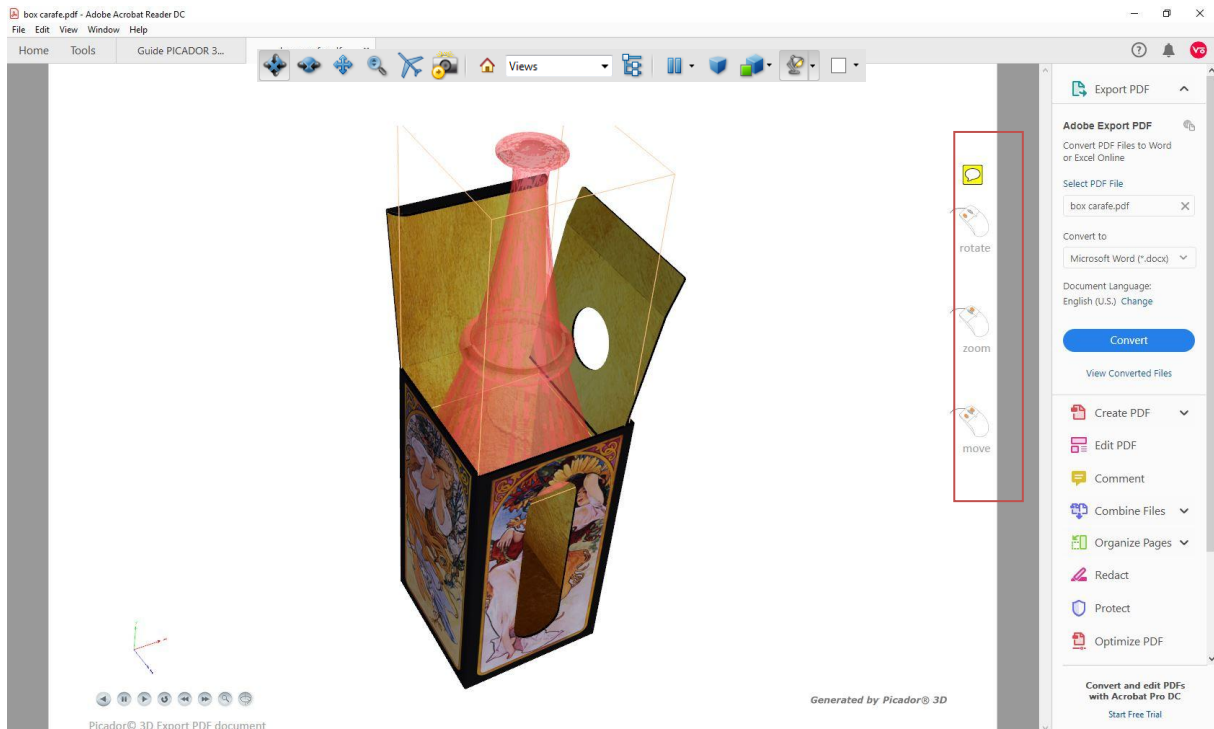 box carafe.pdf - Adobe Acrobat Reader DC
File Edit View Window Help
Home Tools Guide PICADOR 3...
Views
Export PDF
Adobe Export PDF
Convert PDF Files to Word
or Excel Online
Select PDF File
box carafe.pdf
Convert to
Microsoft Word (*.docx)
Document Language:
English (U.S.) Change
Convert
View Converted Files
Create PDF
Edit PDF
Comment
Combine Files
Organize Pages
Redact
Protect
Optimize PDF
Convert and edit PDFs
with Acrobat Pro DC
Start Free Trial
rotate
zoom
move
Generated by Picador® 3D
Picador© 3D Export PDF document